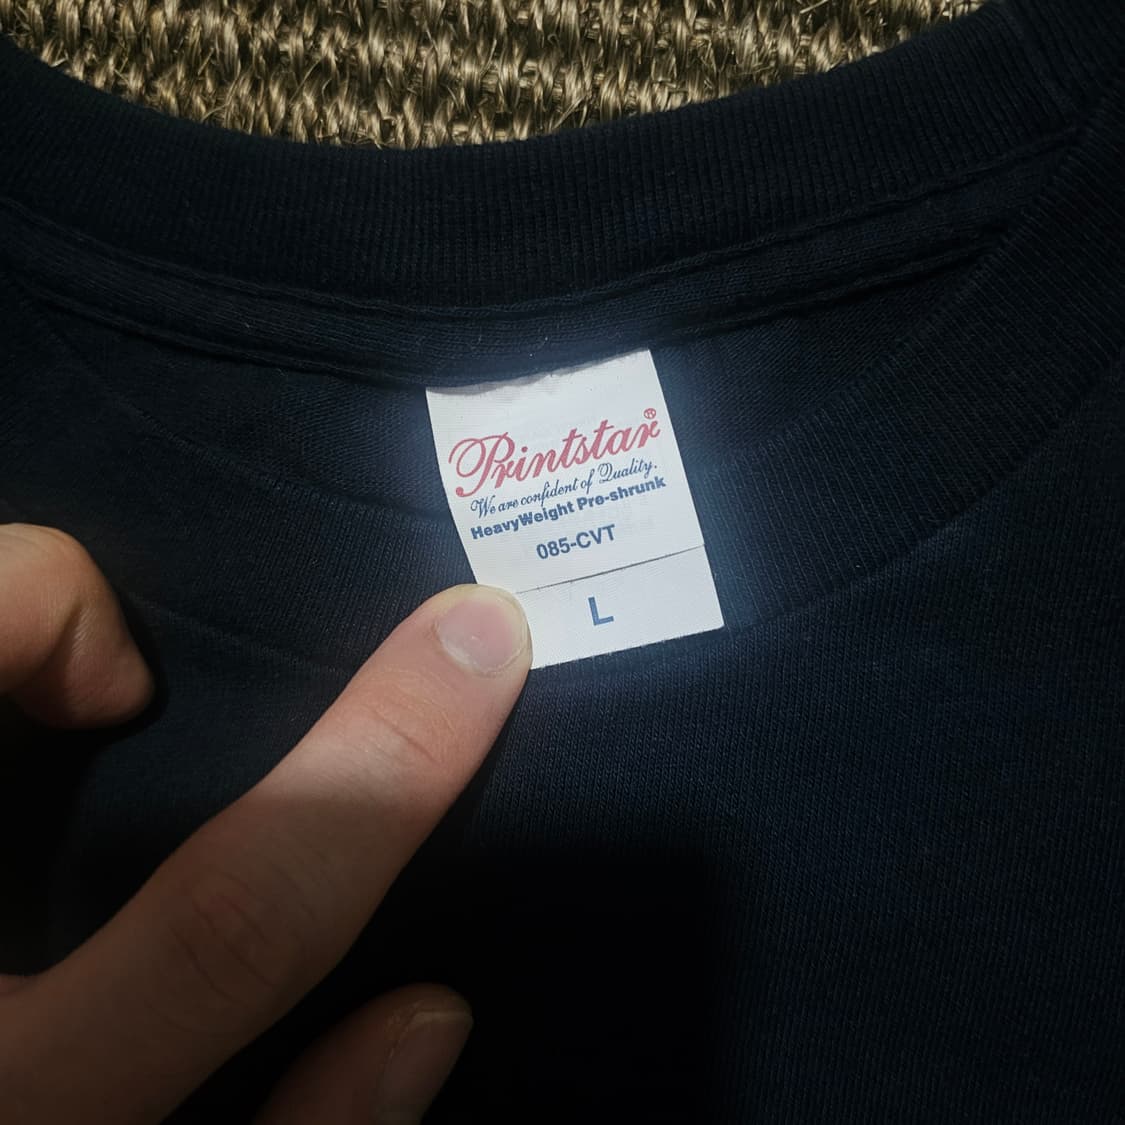 Printstar®
We are confident of Quality.
HeavyWeight Pre-shrunk
085-CVT
L